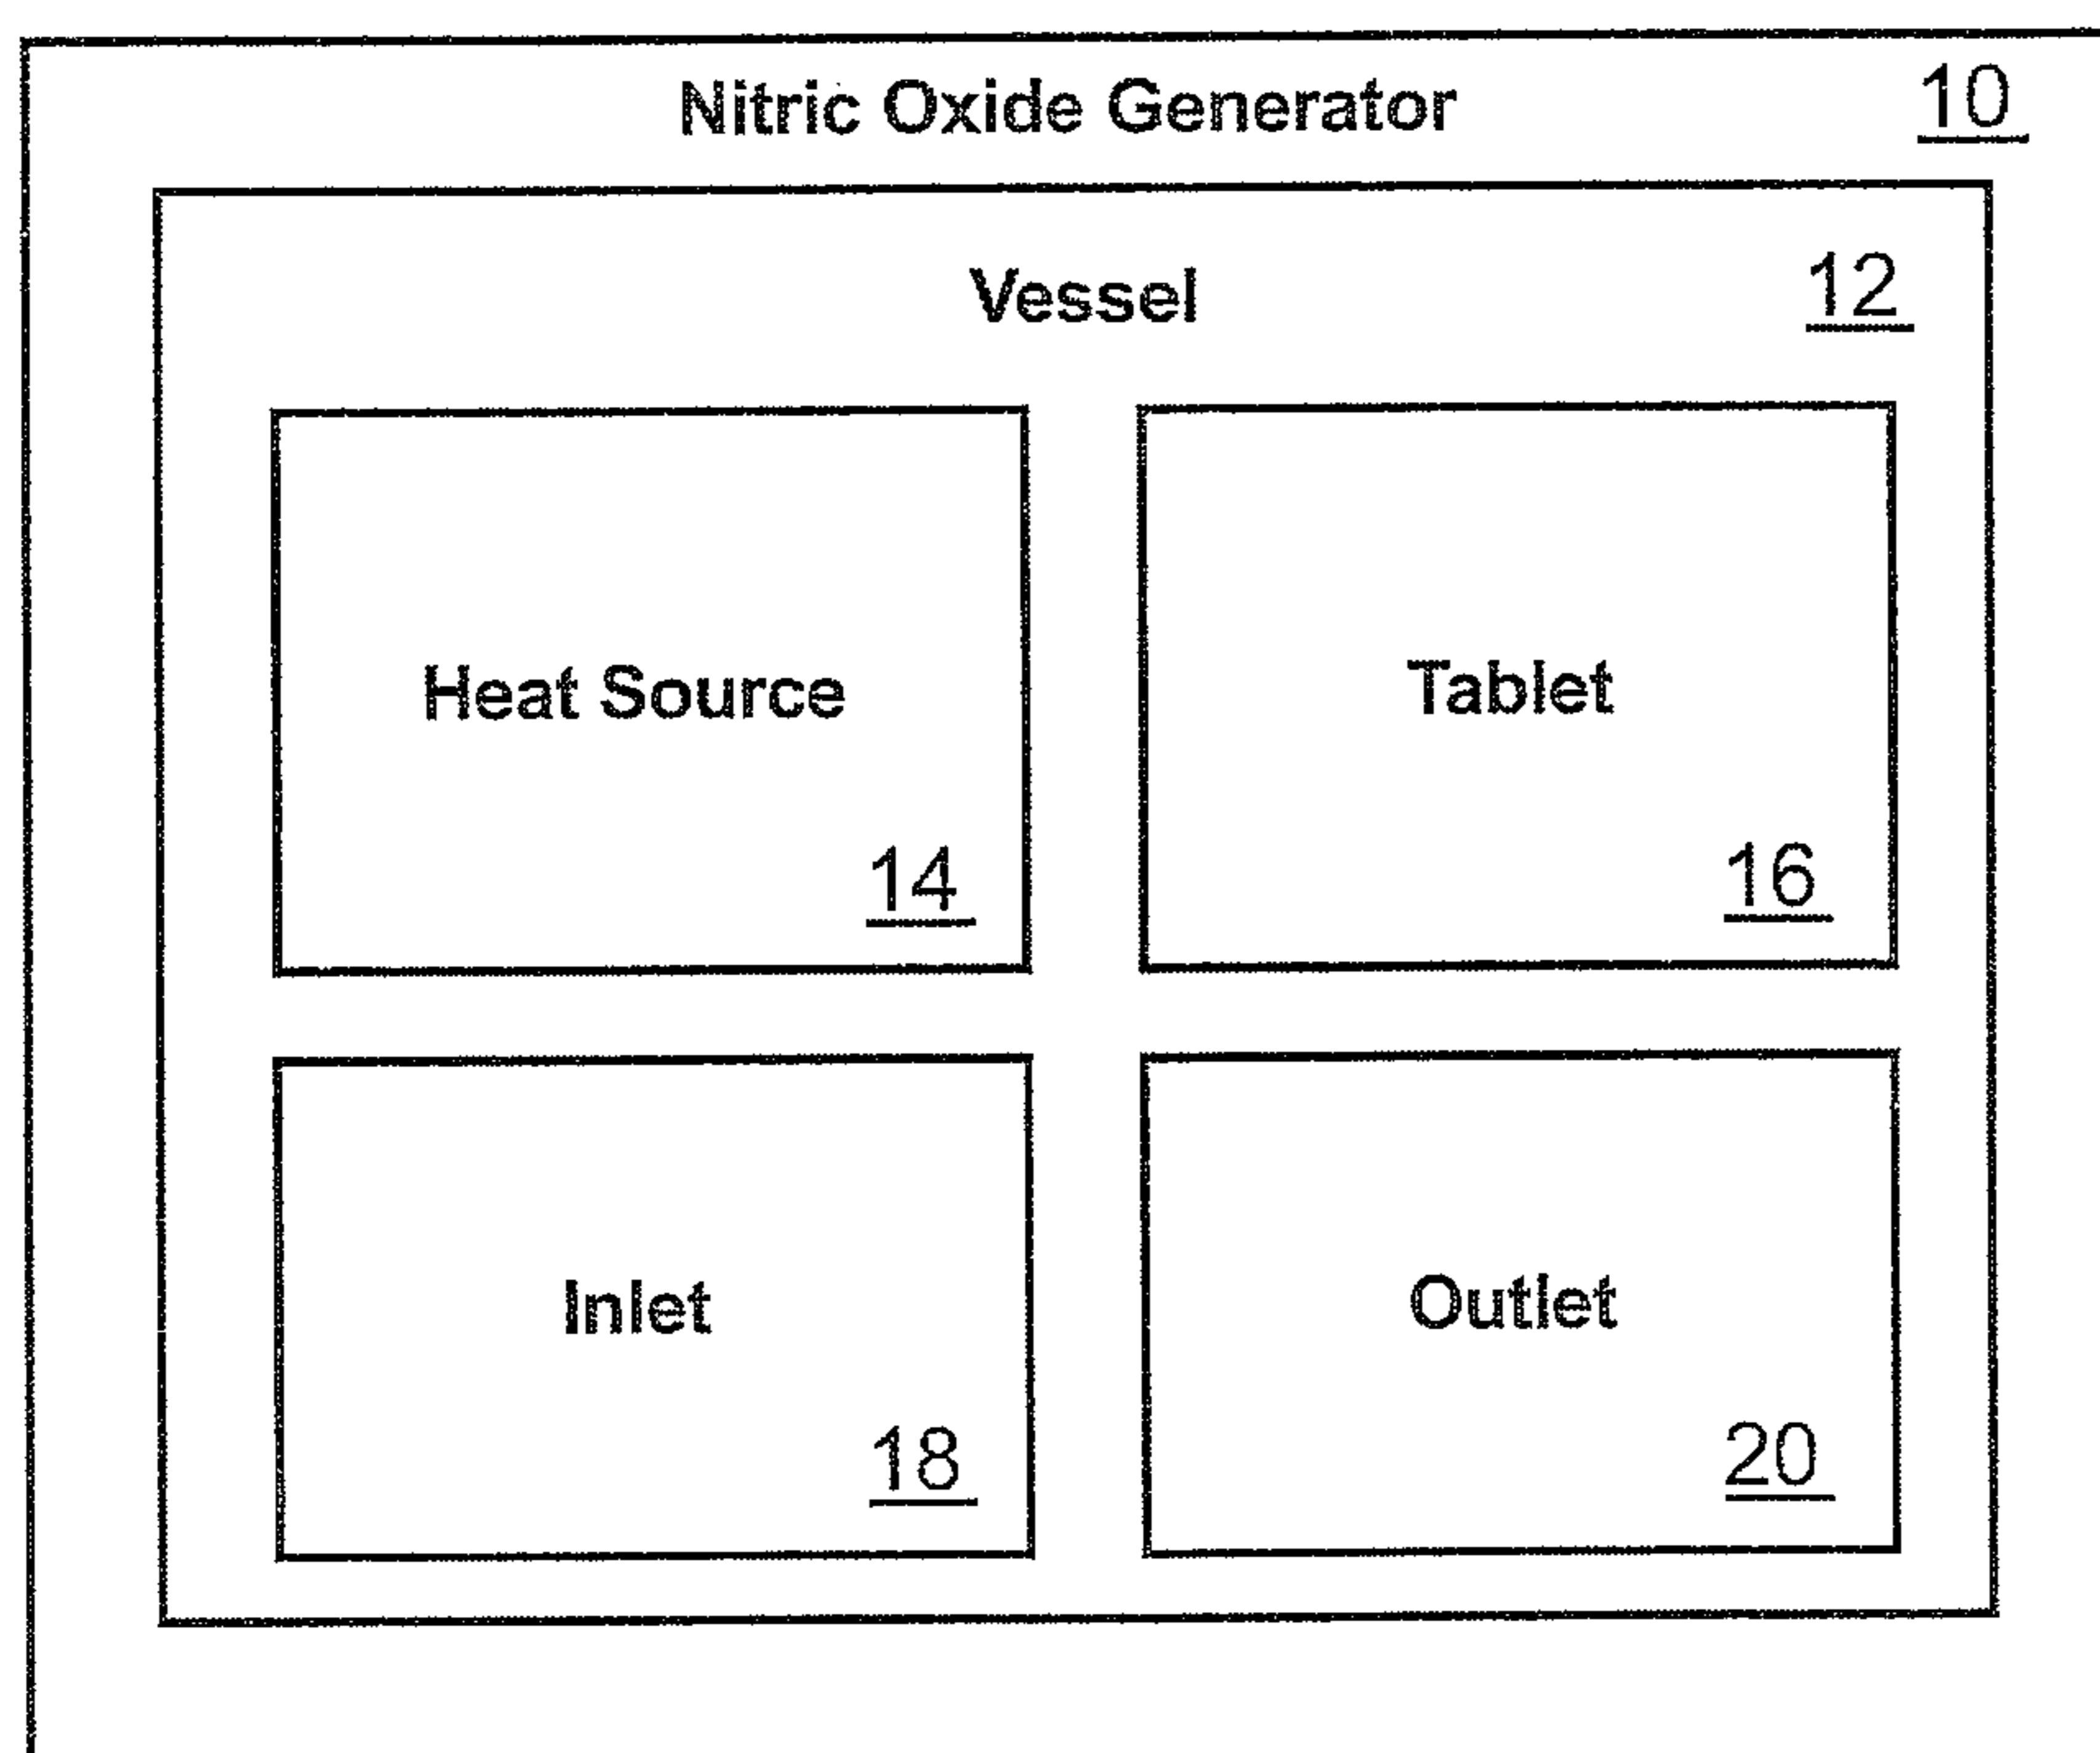 Nitric Oxide Generator 10
Vessel 12
Heat Source
14
Tablet
16
Inlet
18
Outlet
20